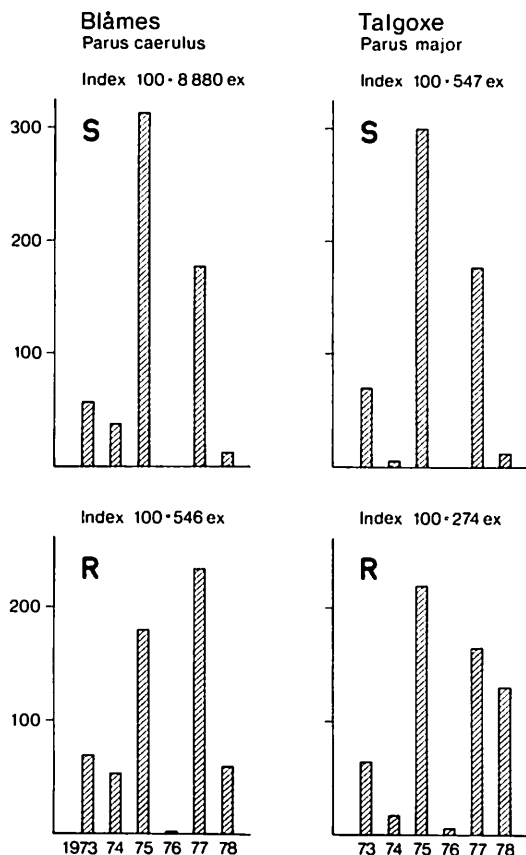 Blåmes
Parus caerulus
Index 100 · 8 880 ex
S
300
200
100
Talgoxe
Parus major
Index 100 · 547 ex
S
Index 100 · 546 ex
R
200
100
1973 74 75 76 77 78
Index 100 · 274 ex
R
73 74 75 76 77 78